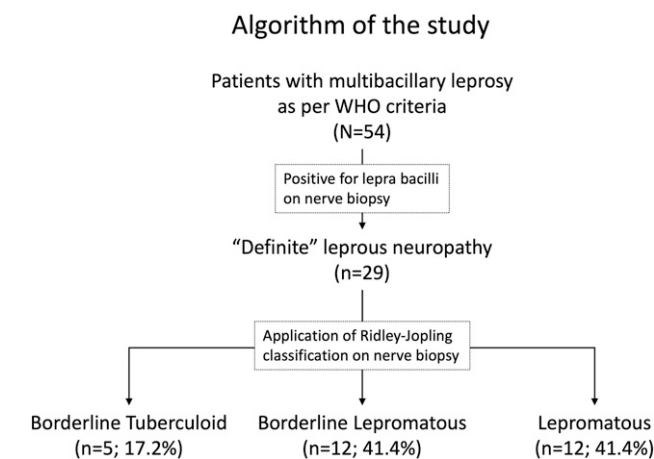 Algorithm of the study
Patients with multibacillary leprosy
as per WHO criteria
(N=54)
Positive for lepra bacilli
on nerve biopsy
“Definite” leprous neuropathy
(n=29)
Application of Ridley-Jopling
classification on nerve biopsy
Borderline Tuberculoid
(n=5; 17.2%)
Borderline Lepromatous
(n=12; 41.4%)
Lepromatous
(n=12; 41.4%)